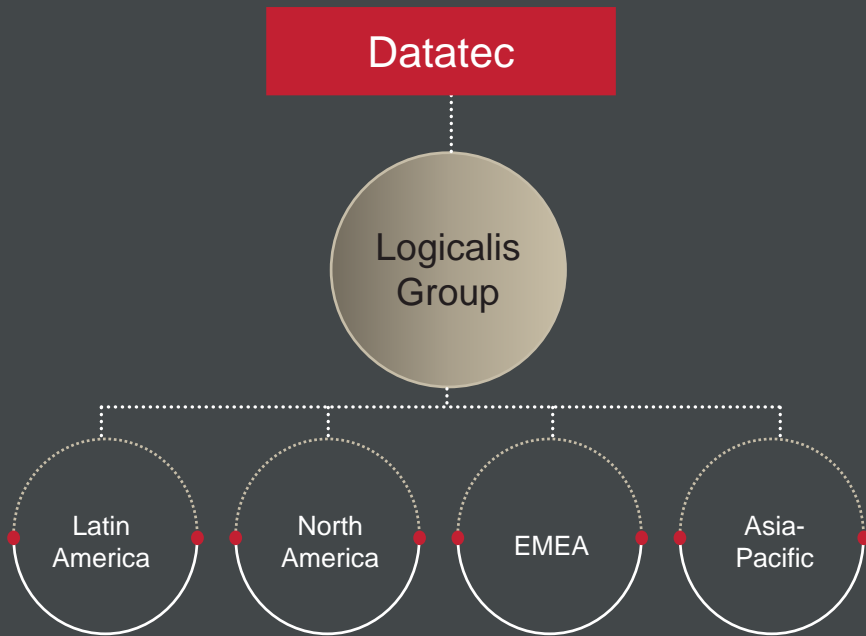 Datatec
Logicalis
Group
Latin
America
North
America
EMEA
Asia-
Pacific